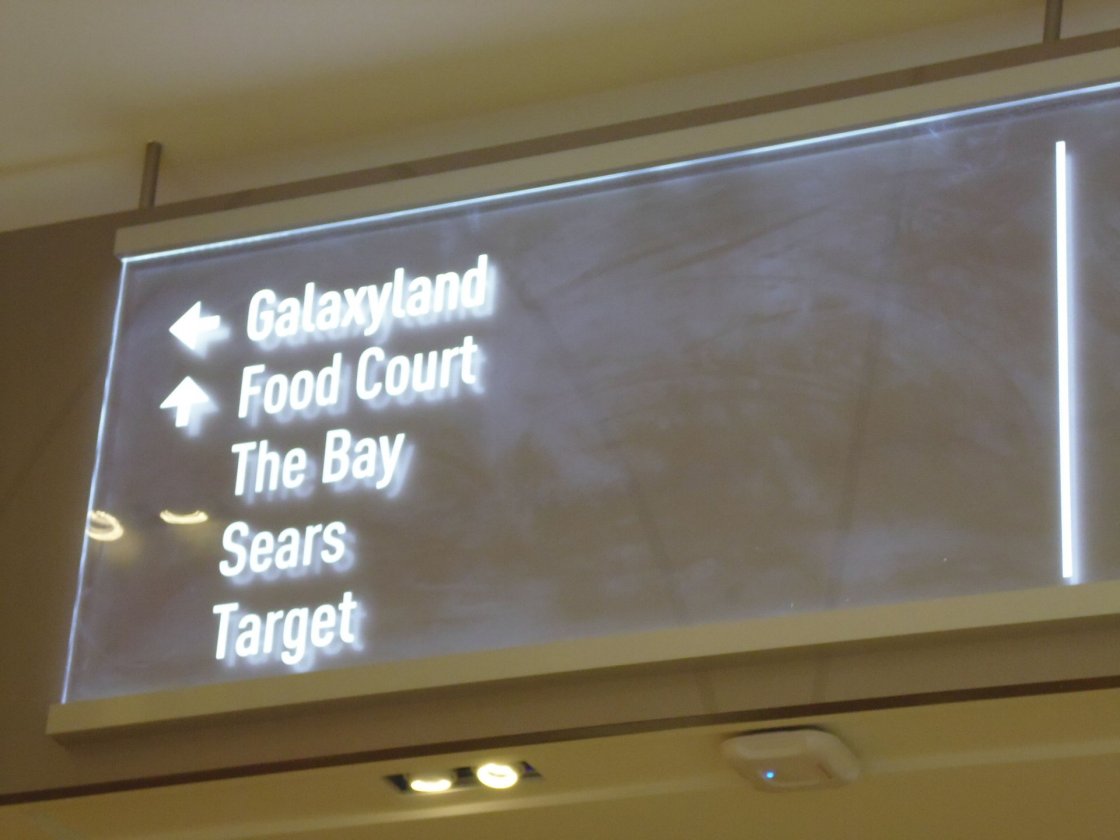 ← Galaxyland
↑ Food Court
The Bay
Sears
Target